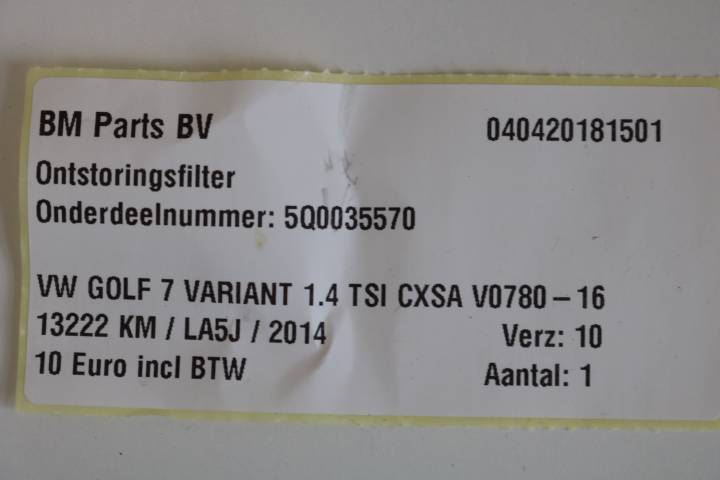 BM Parts BV 040420181501
Ontstoringsfilter
Onderdeelnummer: 5Q0035570
VW GOLF 7 VARIANT 1.4 TSI CXSA V0780-16
13222 KM / LA5J / 2014 Verz: 10
10 Euro incl BTW Aantal: 1